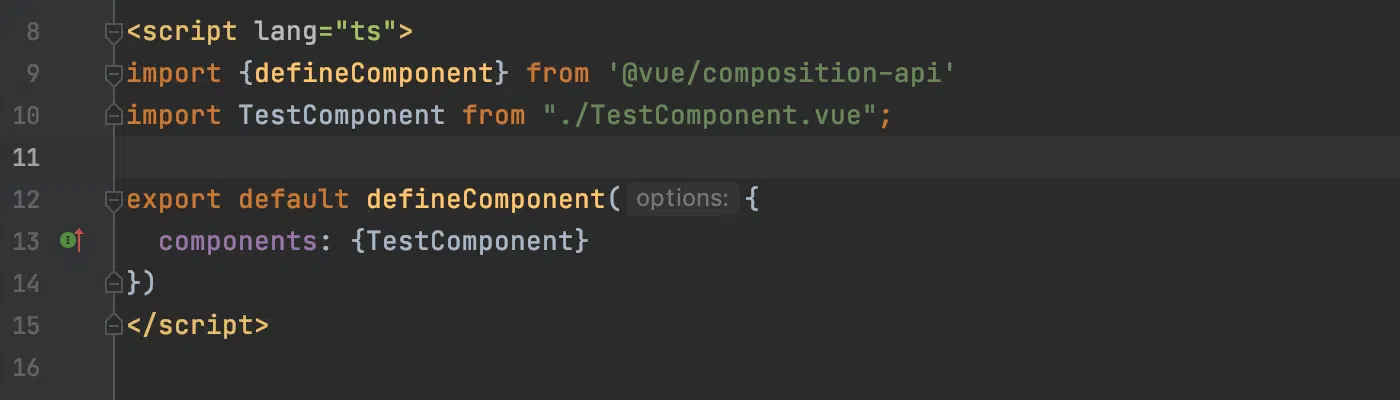 8 <script lang="ts">
9 import {defineComponent} from '@vue/composition-api'
10 import TestComponent from "./TestComponent.vue";
11
12 export default defineComponent( options: {
13   components: {TestComponent}
14 })
15 </script>
16